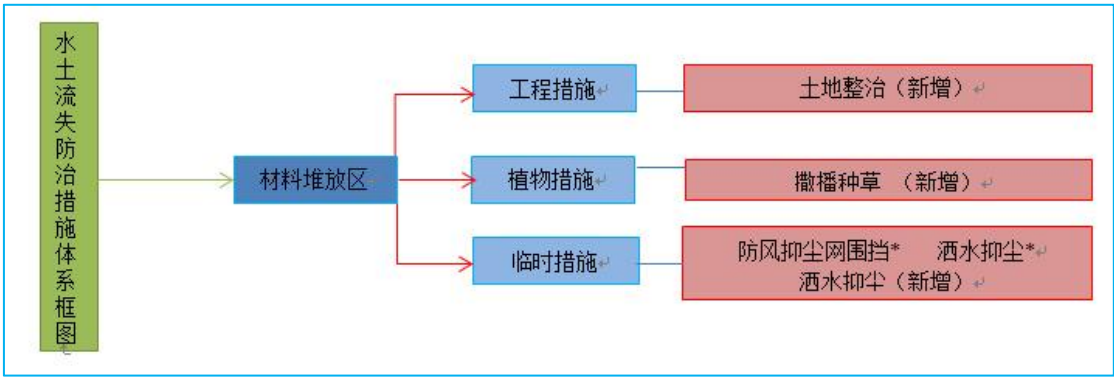 水土流失防治措施体系框图
材料堆放区
工程措施
土地整治（新增）
植物措施
撒播种草 （新增）
临时措施
防风抑尘网围挡* 洒水抑尘*
洒水抑尘（新增）